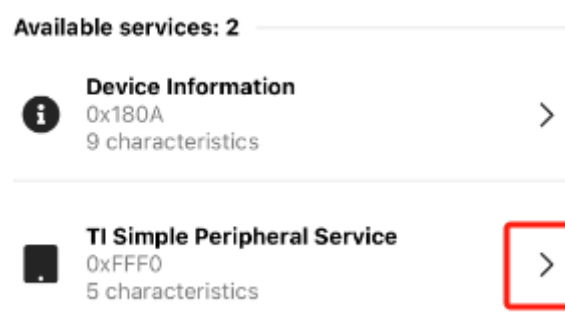 Available services: 2
Device Information
0x180A
9 characteristics
TI Simple Peripheral Service
0xFFF0
5 characteristics